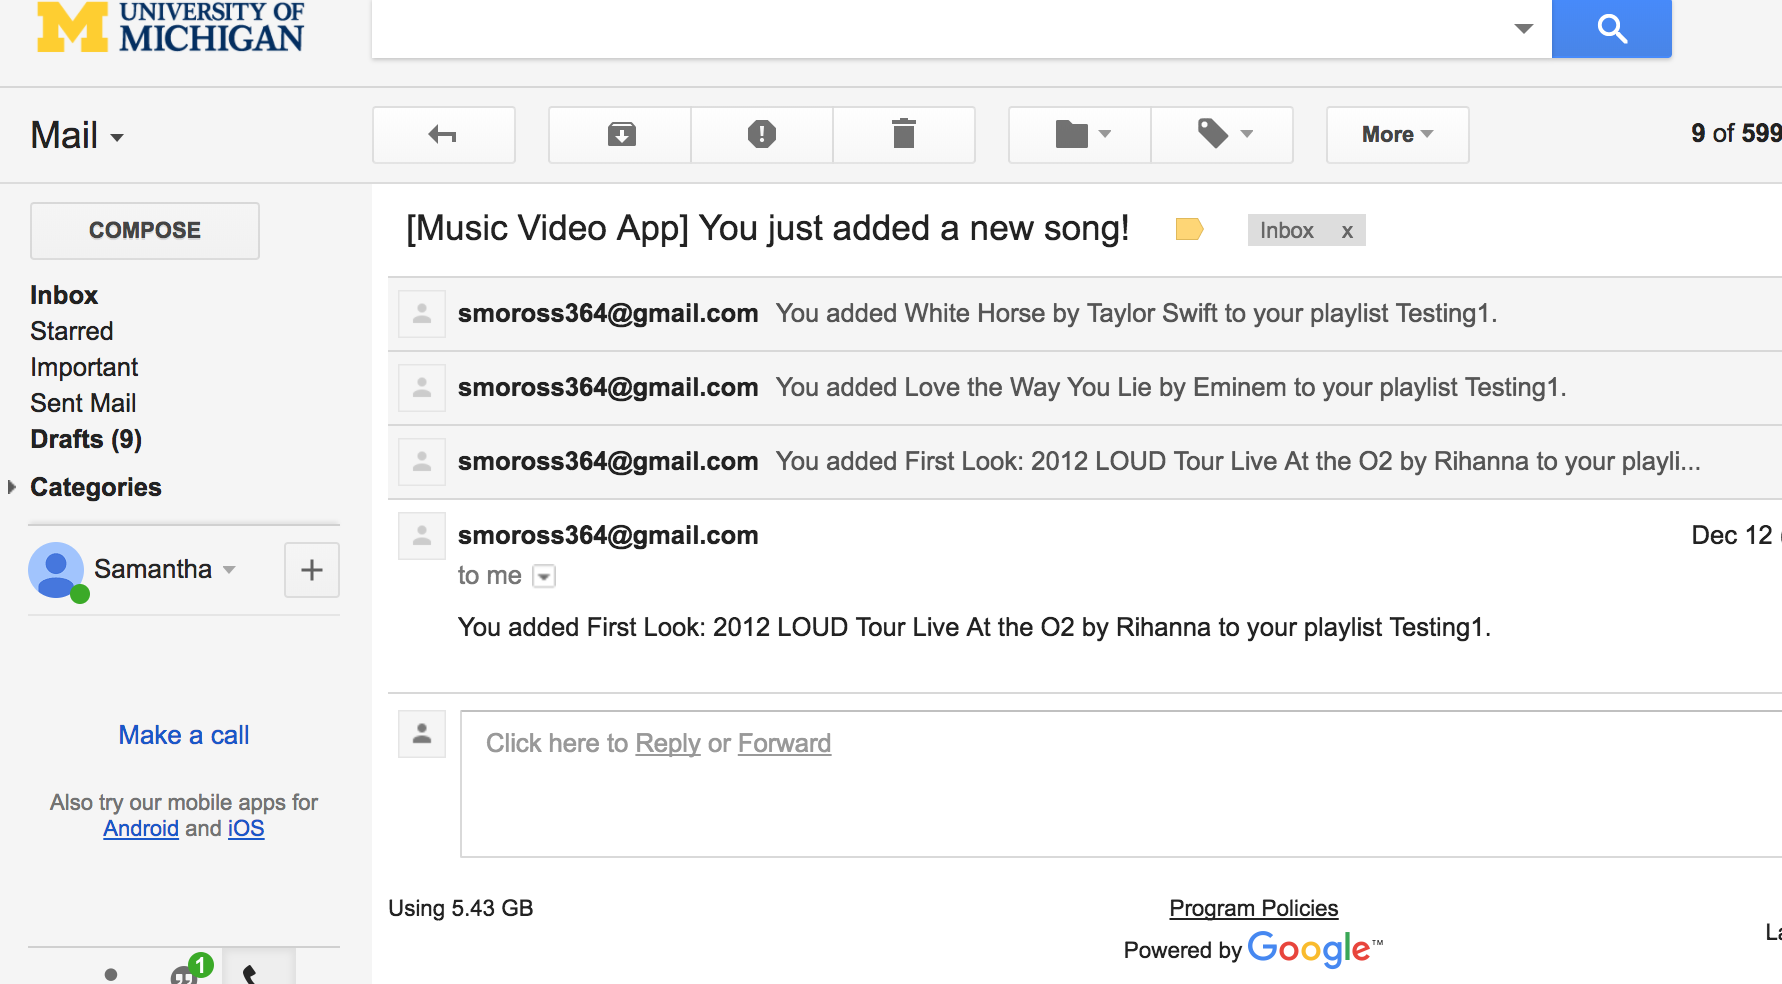 UNIVERSITY OF
MICHIGAN
Mail
More
9 of 599
COMPOSE
[Music Video App] You just added a new song!
Inbox x
Inbox
Starred
Important
Sent Mail
Drafts (9)
Categories
Samantha
Make a call
Also try our mobile apps for
Android and iOS
1
smoross364@gmail.com You added White Horse by Taylor Swift to your playlist Testing1.
smoross364@gmail.com You added Love the Way You Lie by Eminem to your playlist Testing1.
smoross364@gmail.com You added First Look: 2012 LOUD Tour Live At the O2 by Rihanna to your playli...
smoross364@gmail.com
Dec 12
to me
You added First Look: 2012 LOUD Tour Live At the O2 by Rihanna to your playlist Testing1.
Click here to Reply or Forward
Using 5.43 GB
Program Policies
Powered by Google™